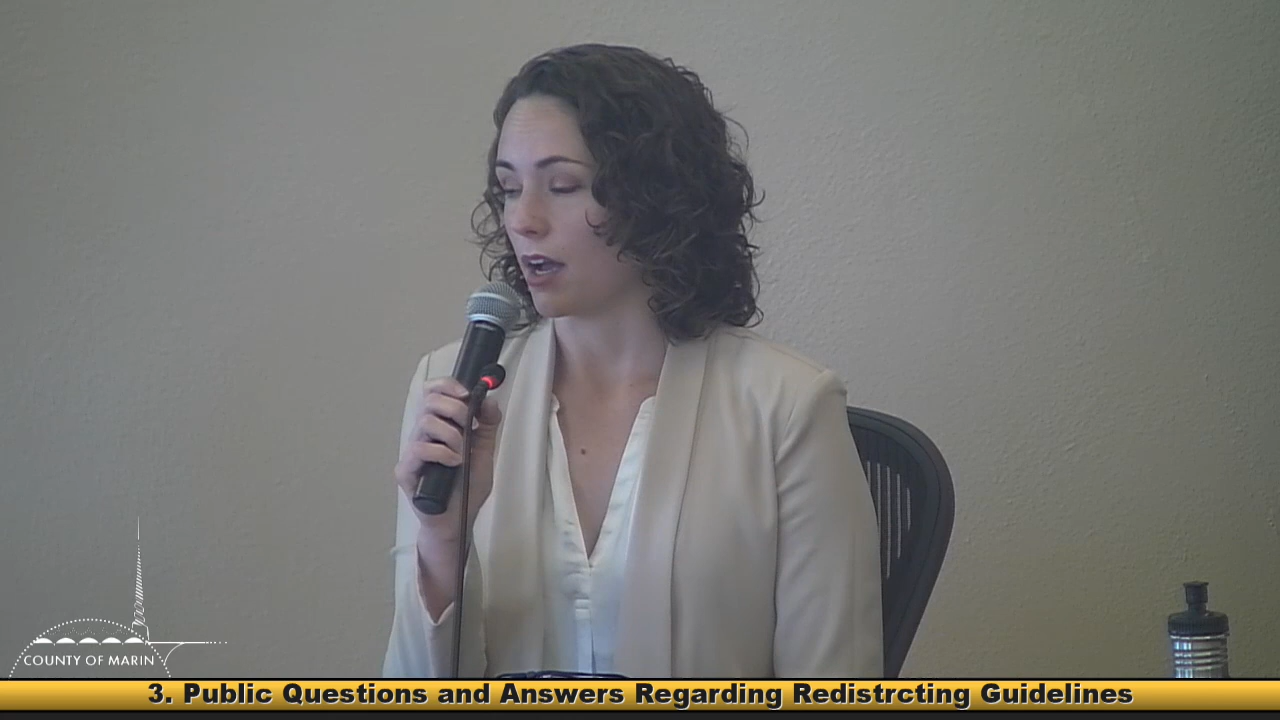 COUNTY OF MARIN
3. Public Questions and Answers Regarding Redistrcting Guidelines